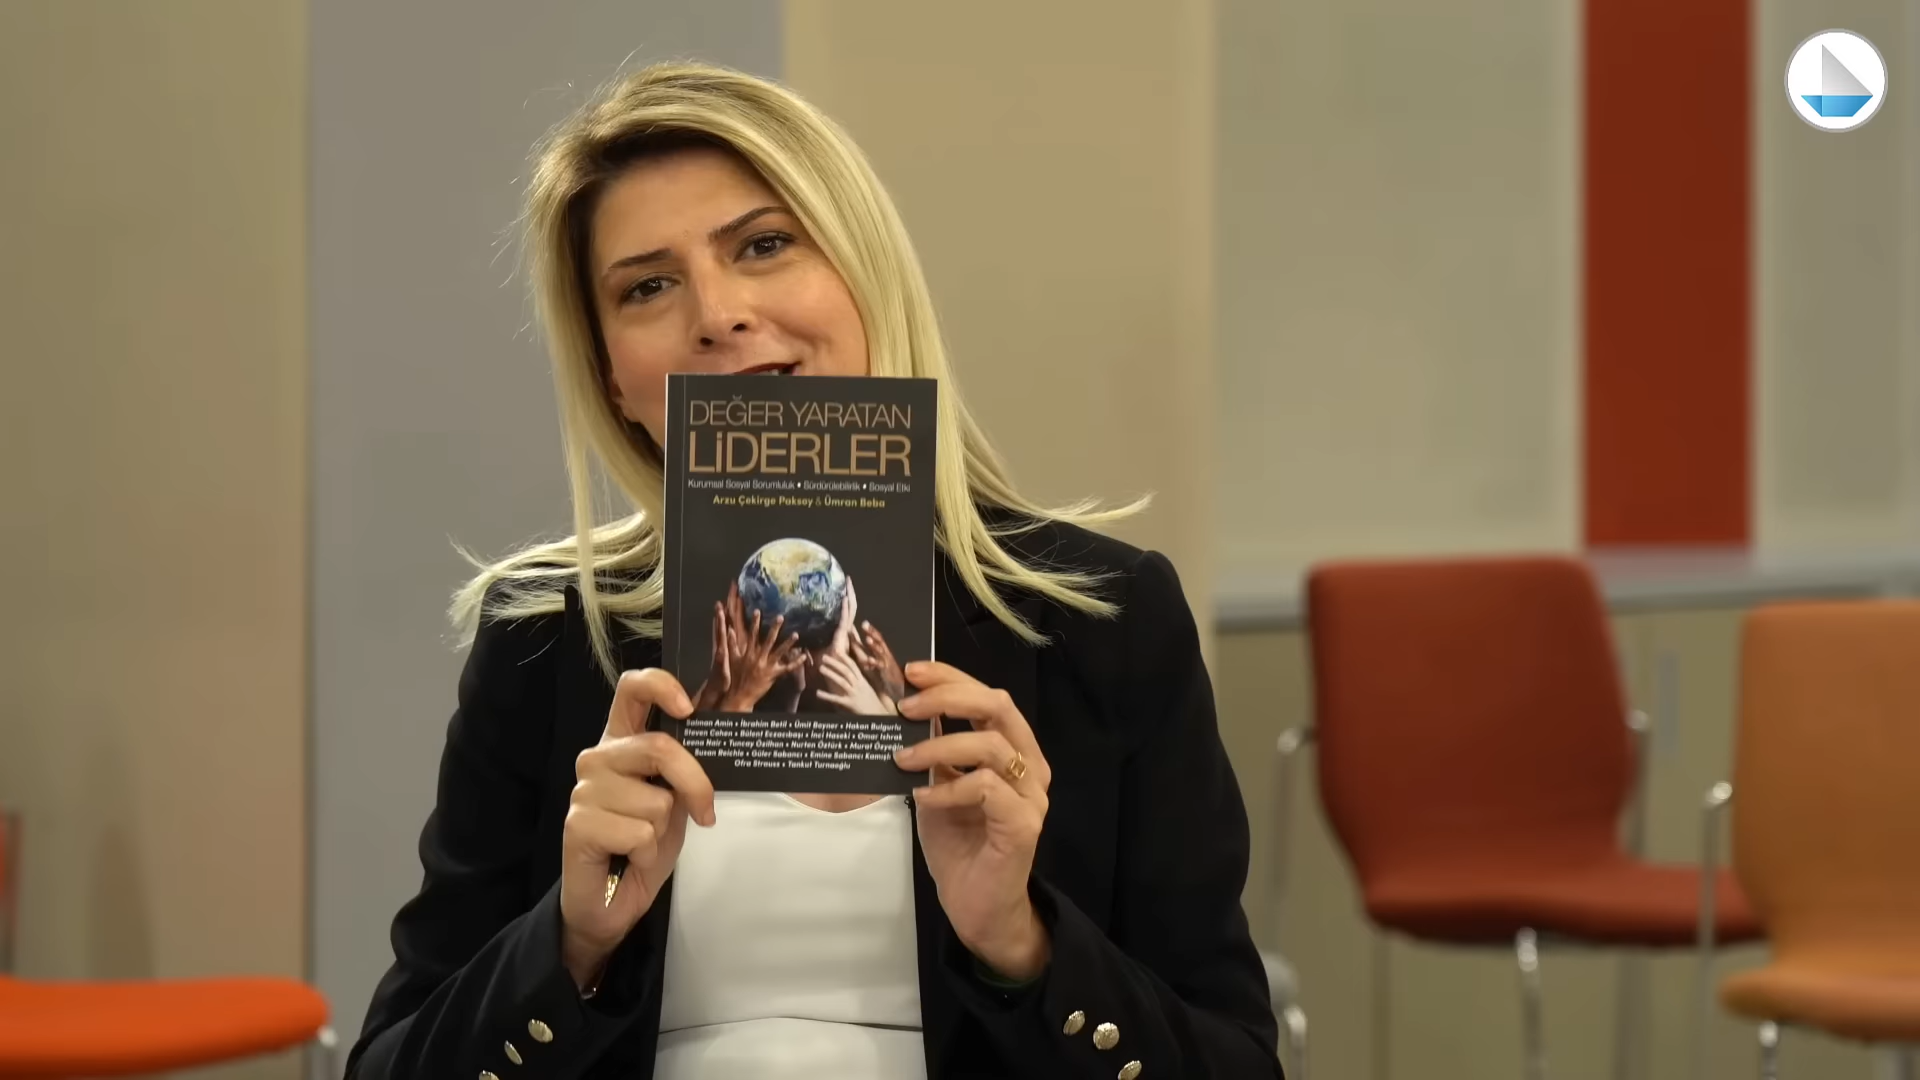 DEĞER YARATAN
LiDERLER
Kurumsal Sosyal Sorumluluk • Sürdürülebilirlik • Sosyal Etki
Arzu Çekirge Paksoy & Ümran Beba
Salman Amin • İbrahim Betil • Ümit Boyner • Hakan Bulgurlu
Steven Cohen • Bülent Eczacıbaşı • İnci Haseki • Omar Ishrak
Leena Nair • Tuncay Özilhan • Nurten Öztürk • Murat Özyeğin
Susan Reichle • Güler Sabancı • Emine Sabancı Kamışlı
Ofra Strauss • Tankut Turnaoğlu